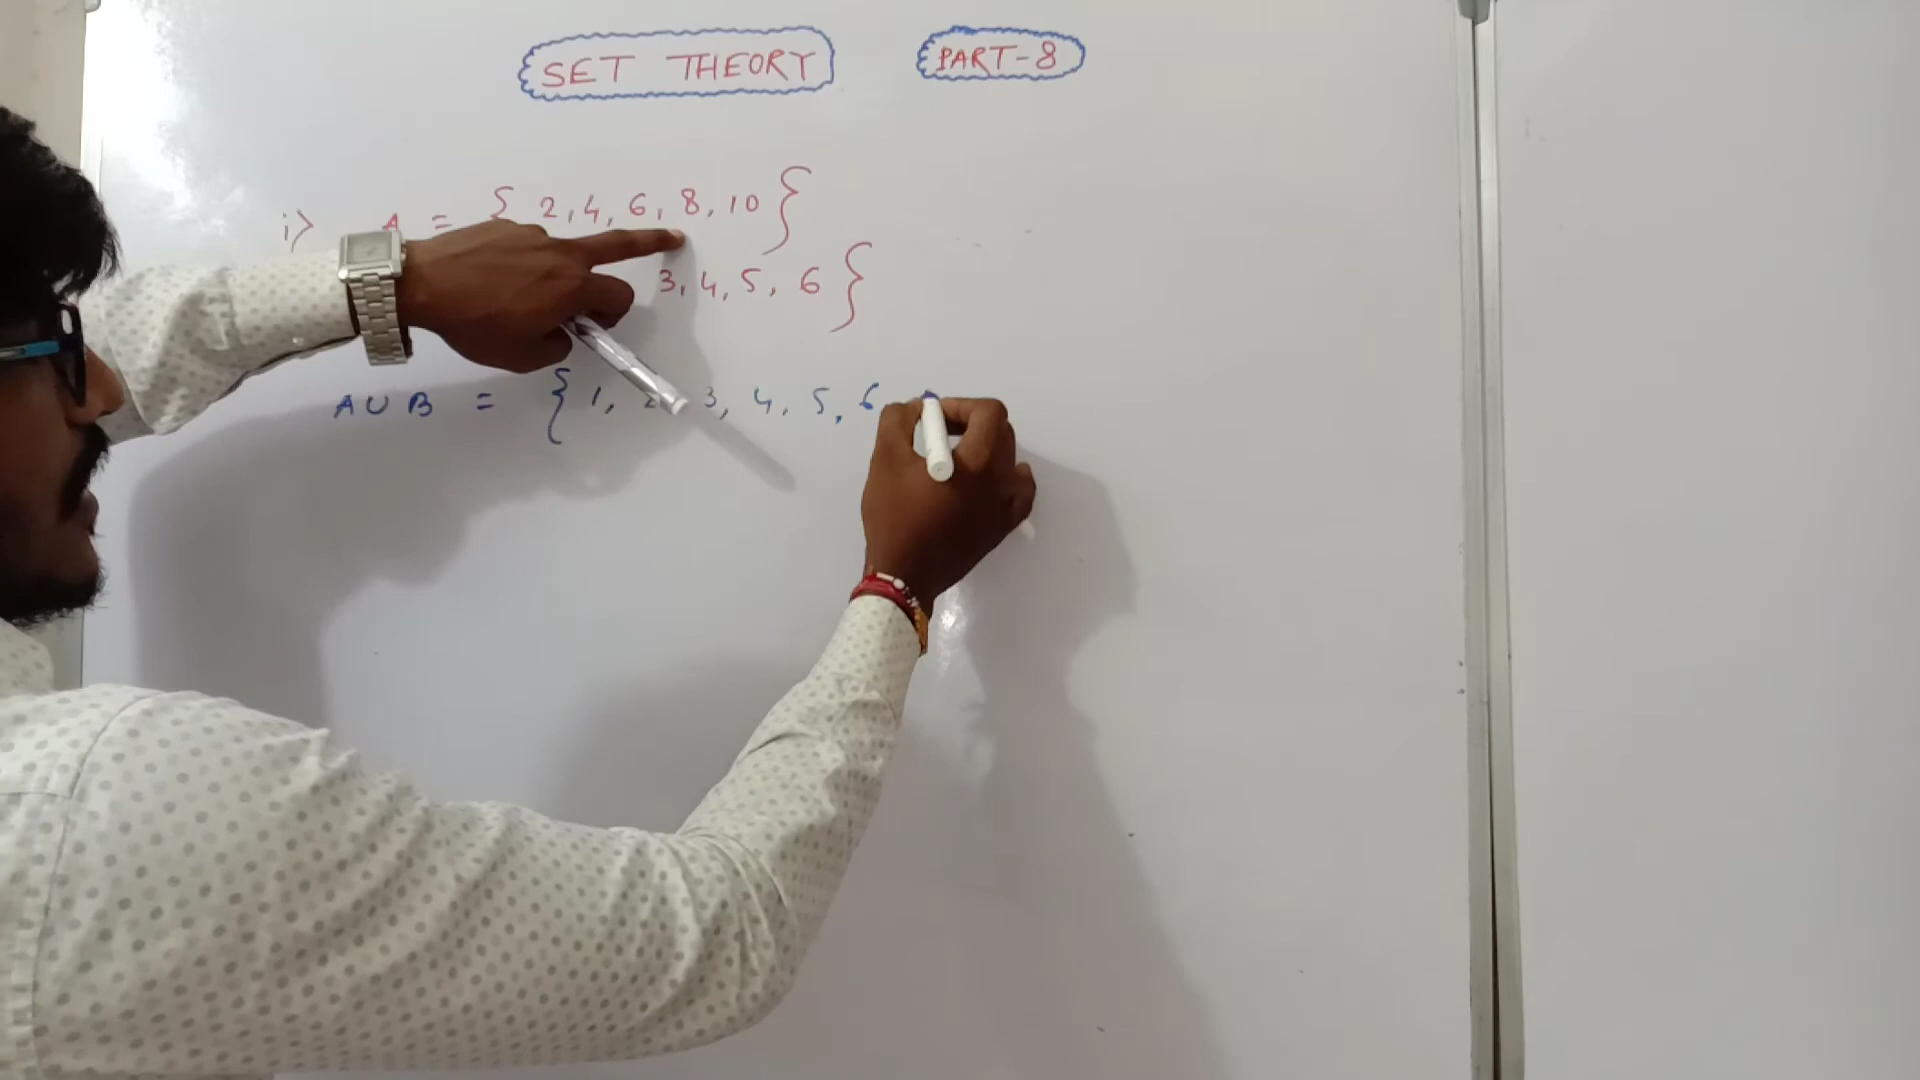 SET THEORY PART-8
i> A = { 2, 4, 6, 8, 10 }
3, 4, 5, 6 }
A ∪ B = { 1, 2 3, 4, 5, 6